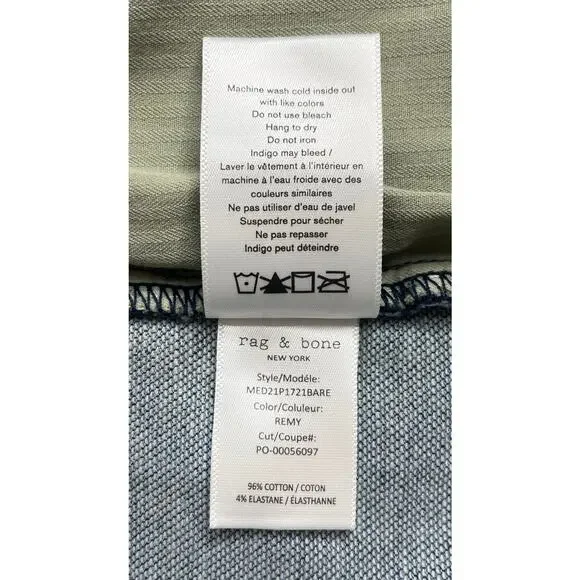 Machine wash cold inside out
with like colors
Do not use bleach
Hang to dry
Do not iron
Indigo may bleed /
Laver le vêtement à l'intérieur en
machine à l'eau froide avec des
couleurs similaires
Ne pas utiliser d'eau de javel
Suspendre pour sécher
Ne pas repasser
Indigo peut déteindre
rag & bone
NEW YORK
Style/Modéle:
MED21P1721BARE
Color/Coluleur:
REMY
Cut/Coupe#:
PO-00056097
96% COTTON / COTON
4% ELASTANE / ÉLASTHANNE